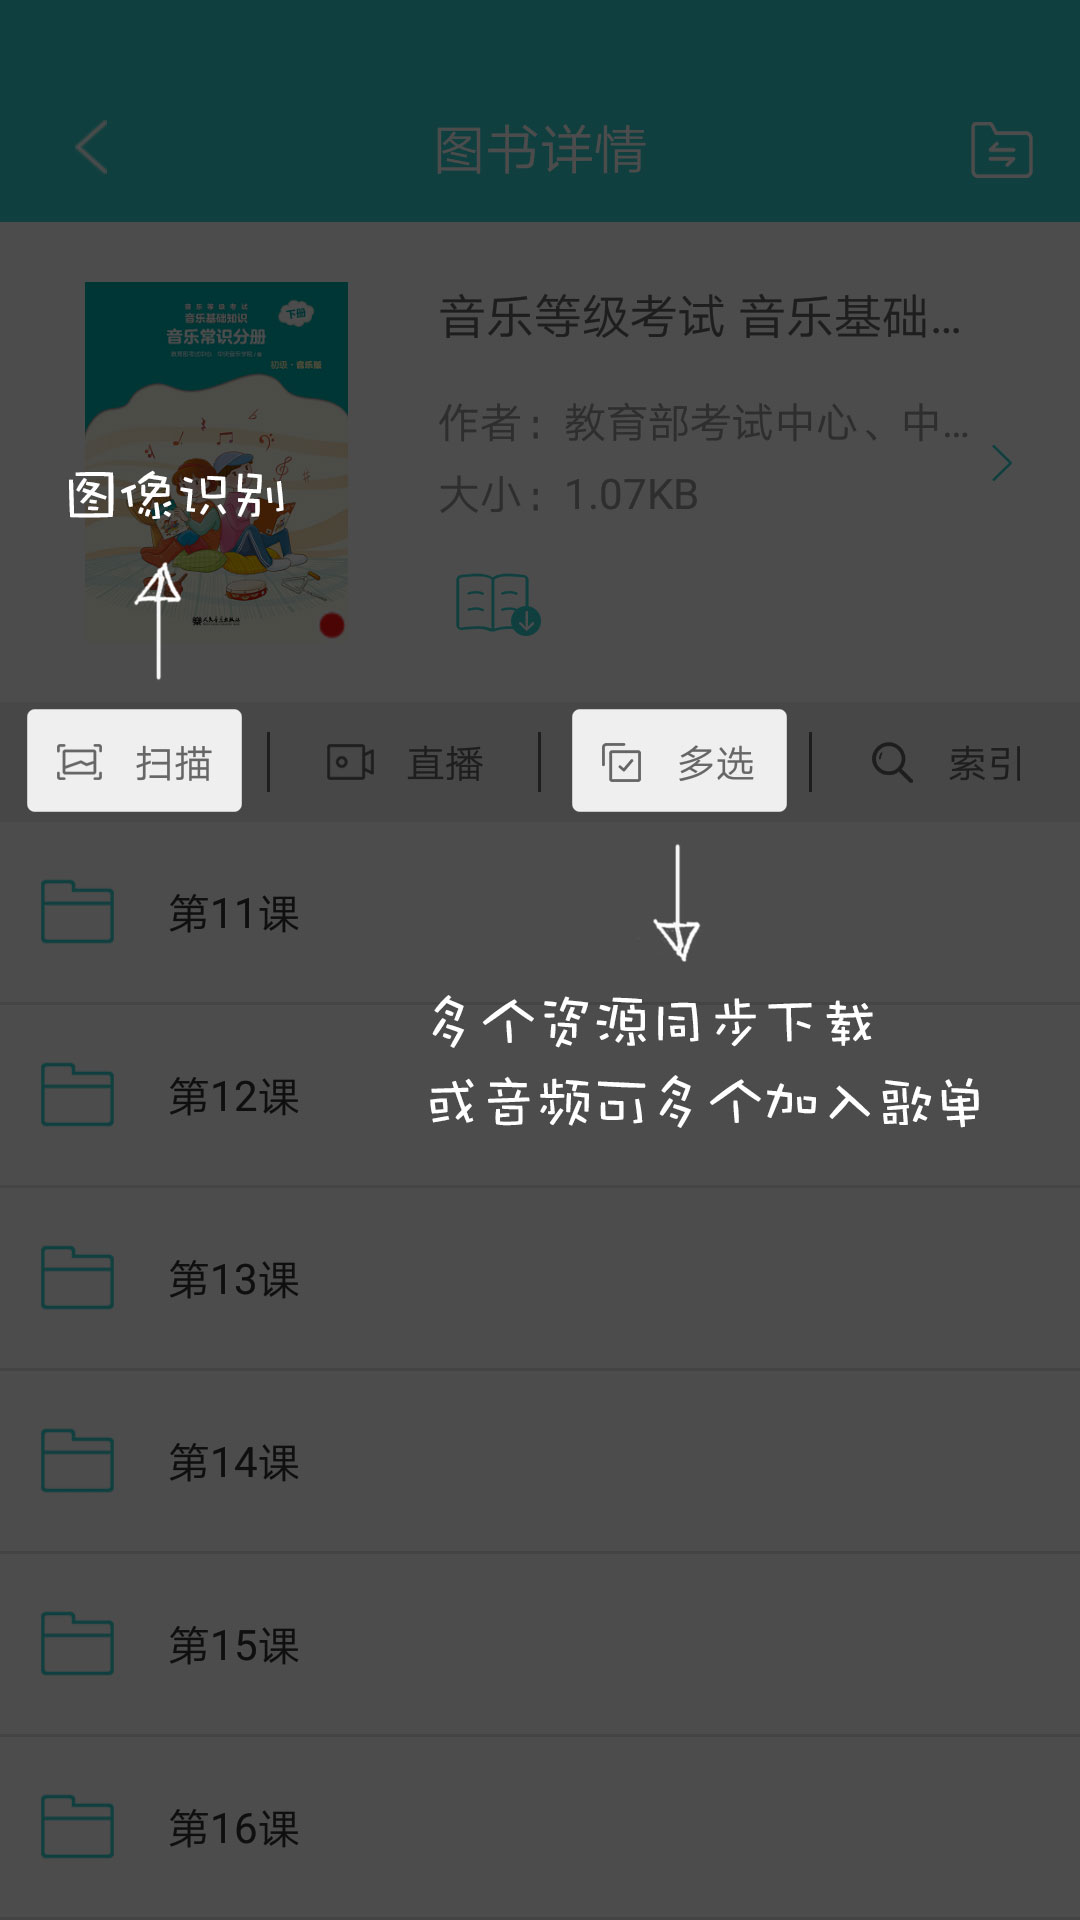 图书详情
音乐等级考试
音乐基础知识
下册
音乐常识分册
初级·音乐版
音乐等级考试 音乐基础...
作者：教育部考试中心、中...
大小：1.07KB
图像识别
扫描
直播
多选
索引
第11课
多个资源同步下载
或音频可多个加入歌单
第12课
第13课
第14课
第15课
第16课